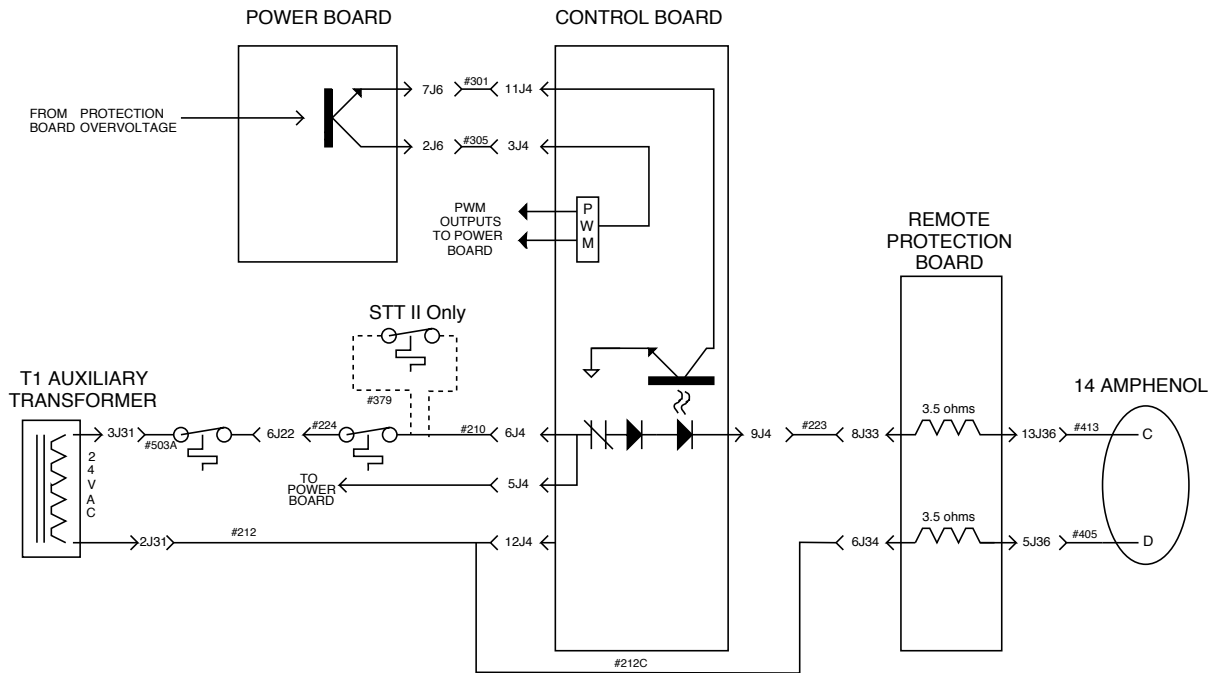 POWER BOARD
CONTROL BOARD
7J6
#301
11J4
FROM PROTECTION
BOARD OVERVOLTAGE
2J6
#305
3J4
PWM
OUTPUTS
TO POWER
BOARD
P
W
M
REMOTE
PROTECTION
BOARD
STT II Only
T1 AUXILIARY
TRANSFORMER
#379
14 AMPHENOL
3J31
#503A
6J22
#224
#210
6J4
9J4
#223
8J33
3.5 ohms
13J36
#413
C
2
4
V
A
C
TO
POWER
BOARD
5J4
2J31
#212
12J4
6J34
3.5 ohms
5J36
#405
D
#212C